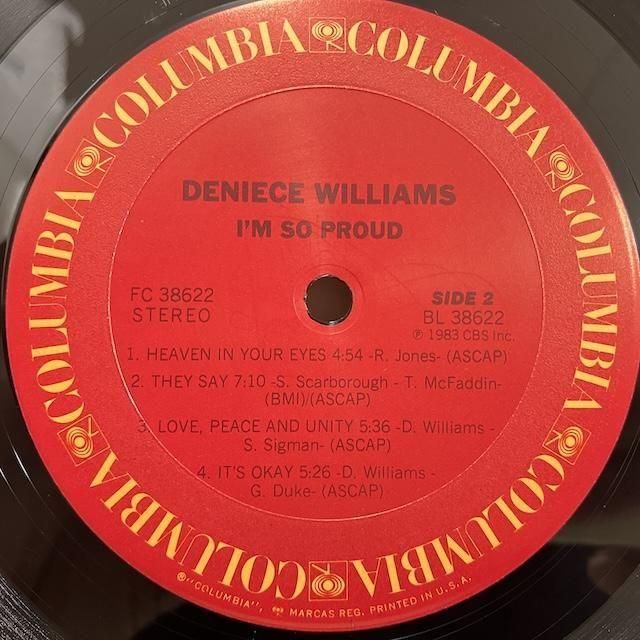 COLUMBIA COLUMBIA COLUMBIA COLUMBIA COLUMBIA COLUMBIA
DENIECE WILLIAMS
I'M SO PROUD
FC 38622
STEREO
SIDE 2
BL 38622
℗ 1983 CBS Inc.
1. HEAVEN IN YOUR EYES 4:54 -R. Jones- (ASCAP)
2. THEY SAY 7:10 -S. Scarborough - T. McFaddin-
(BMI)/(ASCAP)
3. LOVE, PEACE AND UNITY 5:36 -D. Williams -
S. Sigman- (ASCAP)
4. IT'S OKAY 5:26 -D. Williams -
G. Duke- (ASCAP)
® "COLUMBIA", MARCAS REG. PRINTED IN U.S.A.